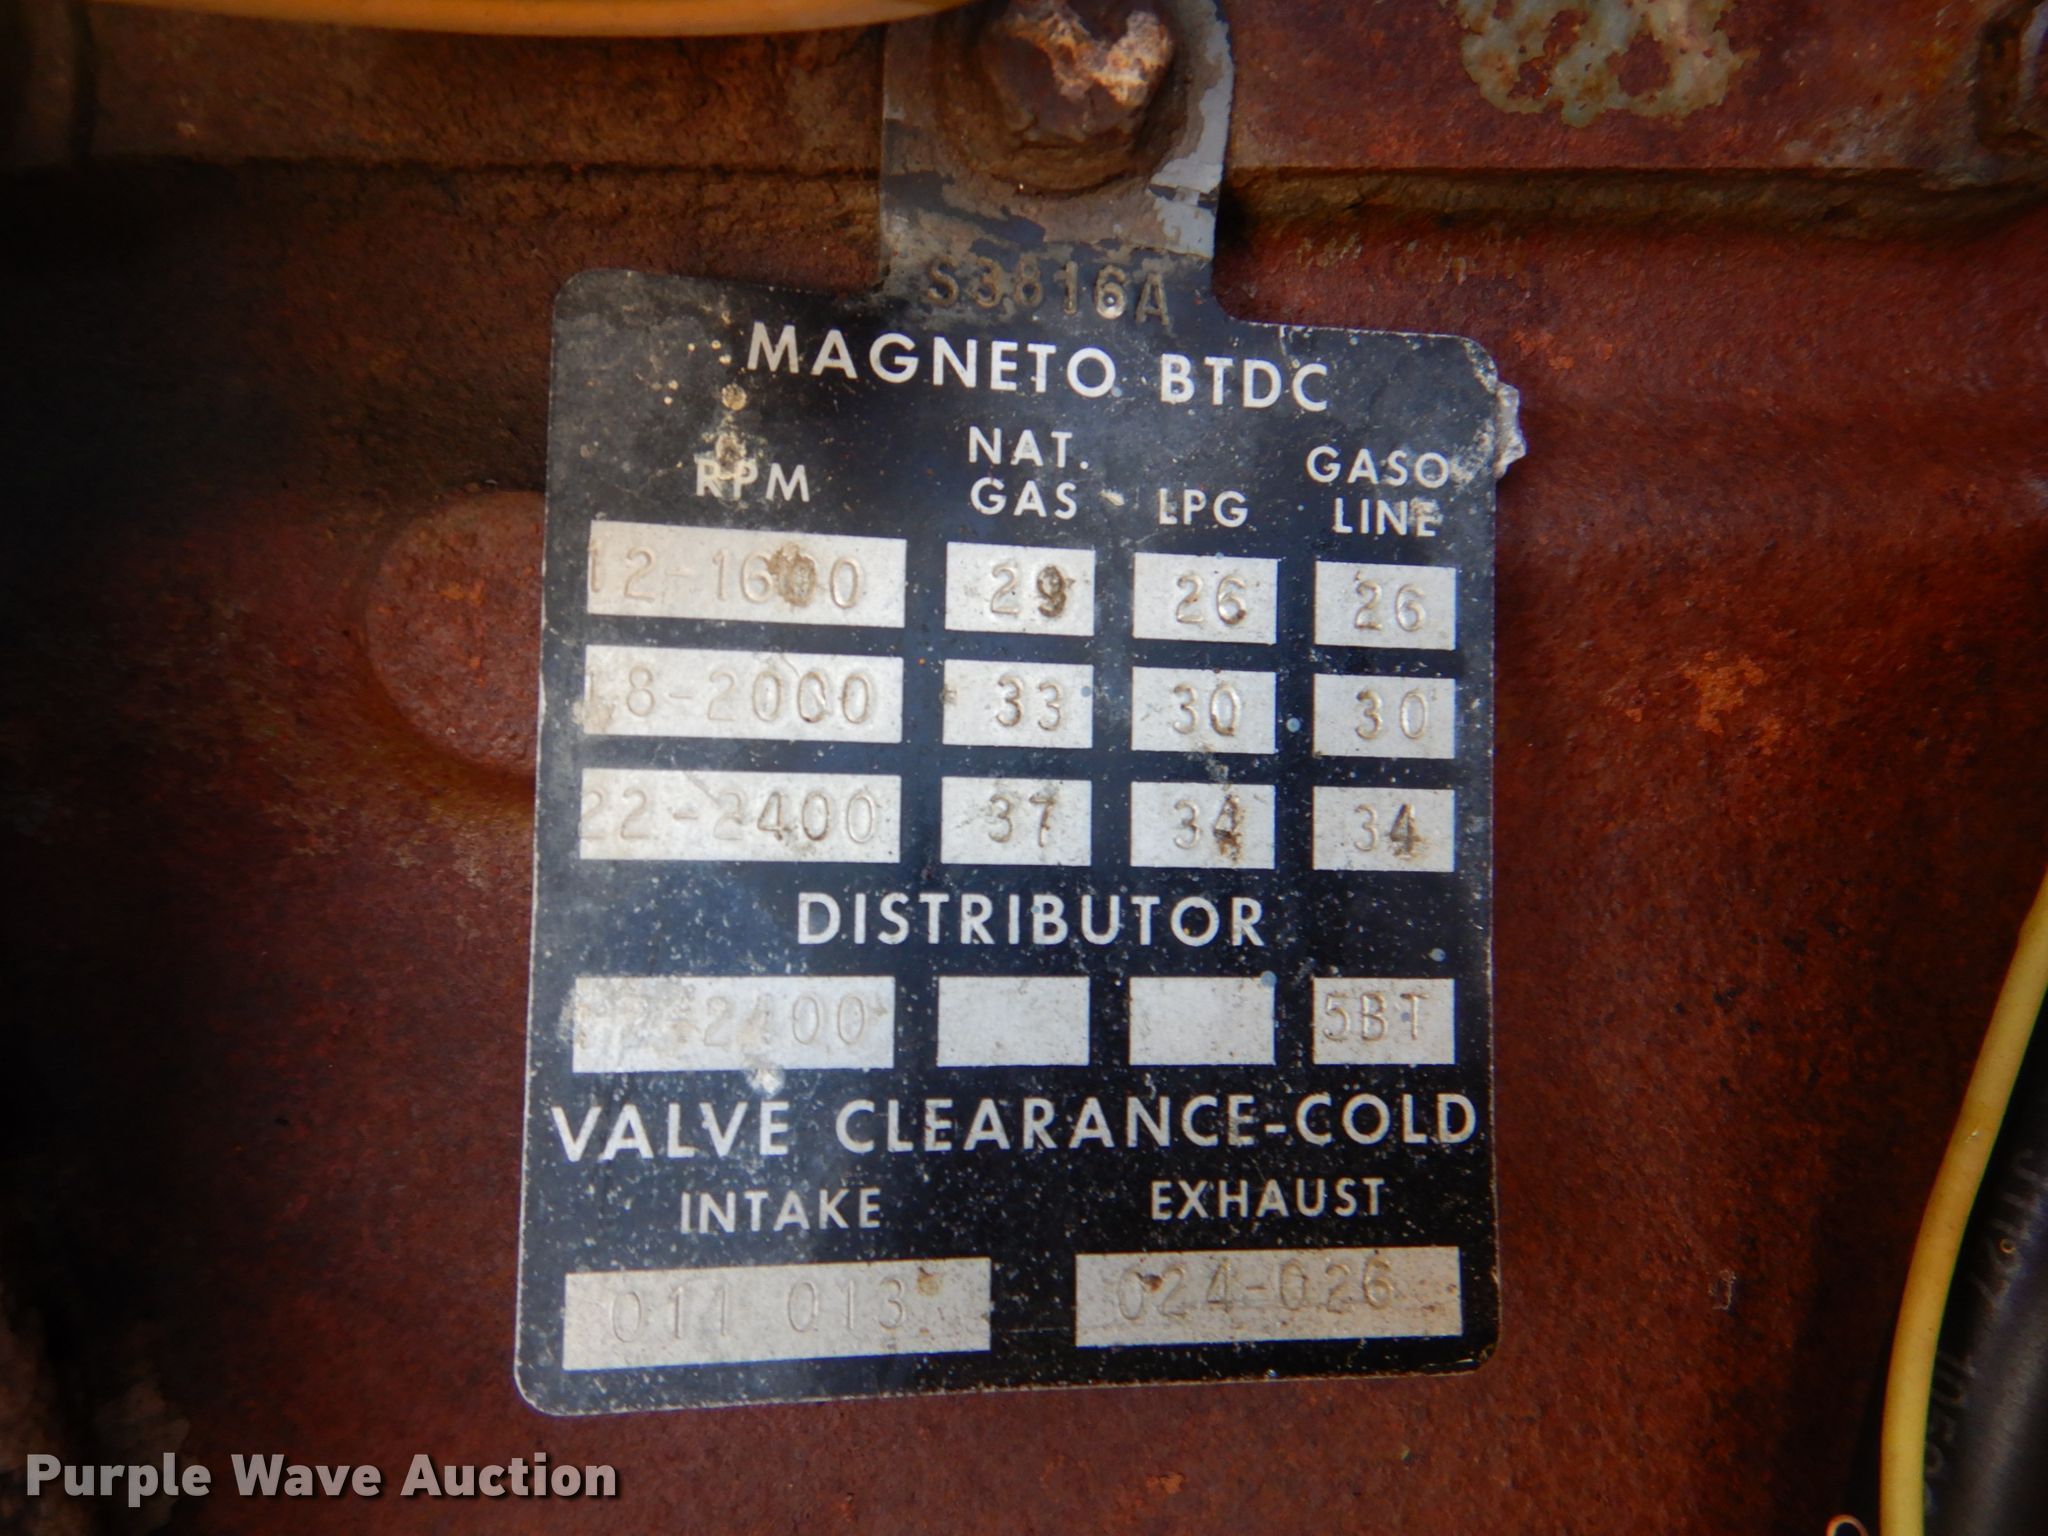 S3816A
MAGNETO BTDC
RPM NAT. GAS LPG GASO LINE
12-1600 29 26 26
18-2000 33 30 30
22-2400 37 34 34
DISTRIBUTOR
12-2400 5BT
VALVE CLEARANCE-COLD
INTAKE EXHAUST
011 013 024-026
Purple Wave Auction